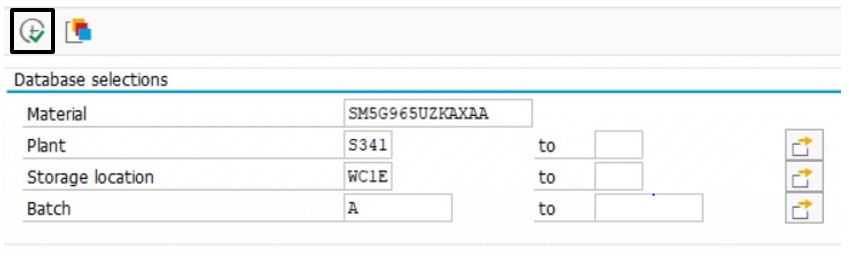 Database selections
Material SM5G965UZKAXAA
Plant S341 to
Storage location WC1E to
Batch A to